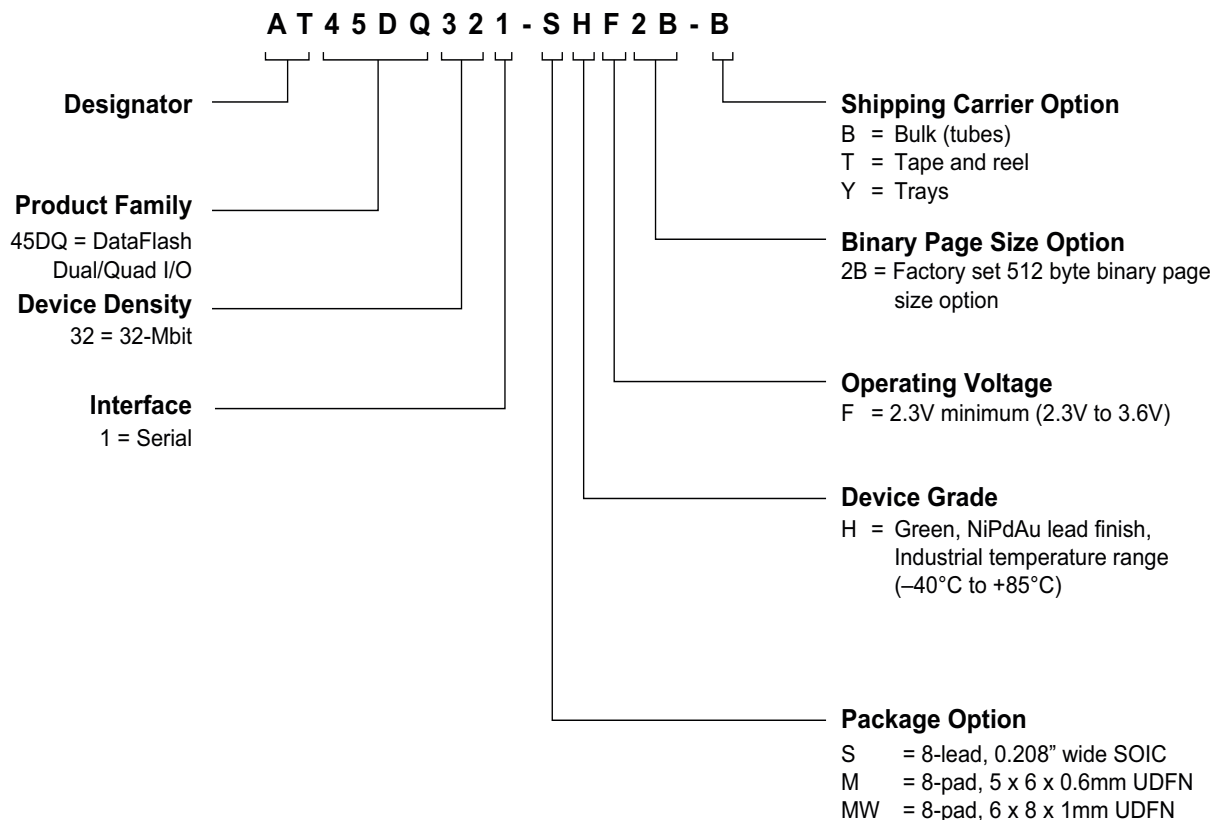 A T 4 5 D Q 3 2 1 - S H F 2 B - B
Designator
Product Family
45DQ = DataFlash
Dual/Quad I/O
Device Density
32 = 32-Mbit
Interface
1 = Serial
Shipping Carrier Option
B = Bulk (tubes)
T = Tape and reel
Y = Trays
Binary Page Size Option
2B = Factory set 512 byte binary page
size option
Operating Voltage
F = 2.3V minimum (2.3V to 3.6V)
Device Grade
H = Green, NiPdAu lead finish,
Industrial temperature range
(–40°C to +85°C)
Package Option
S = 8-lead, 0.208” wide SOIC
M = 8-pad, 5 x 6 x 0.6mm UDFN
MW = 8-pad, 6 x 8 x 1mm UDFN